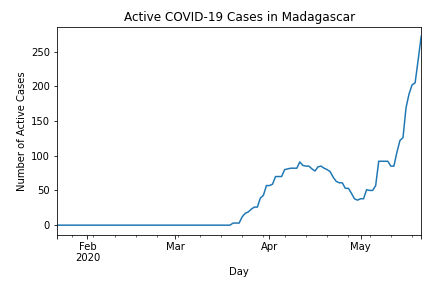 Active COVID-19 Cases in Madagascar
Number of Active Cases
250
200
150
100
50
0
Feb
2020
Mar
Apr
May
Day